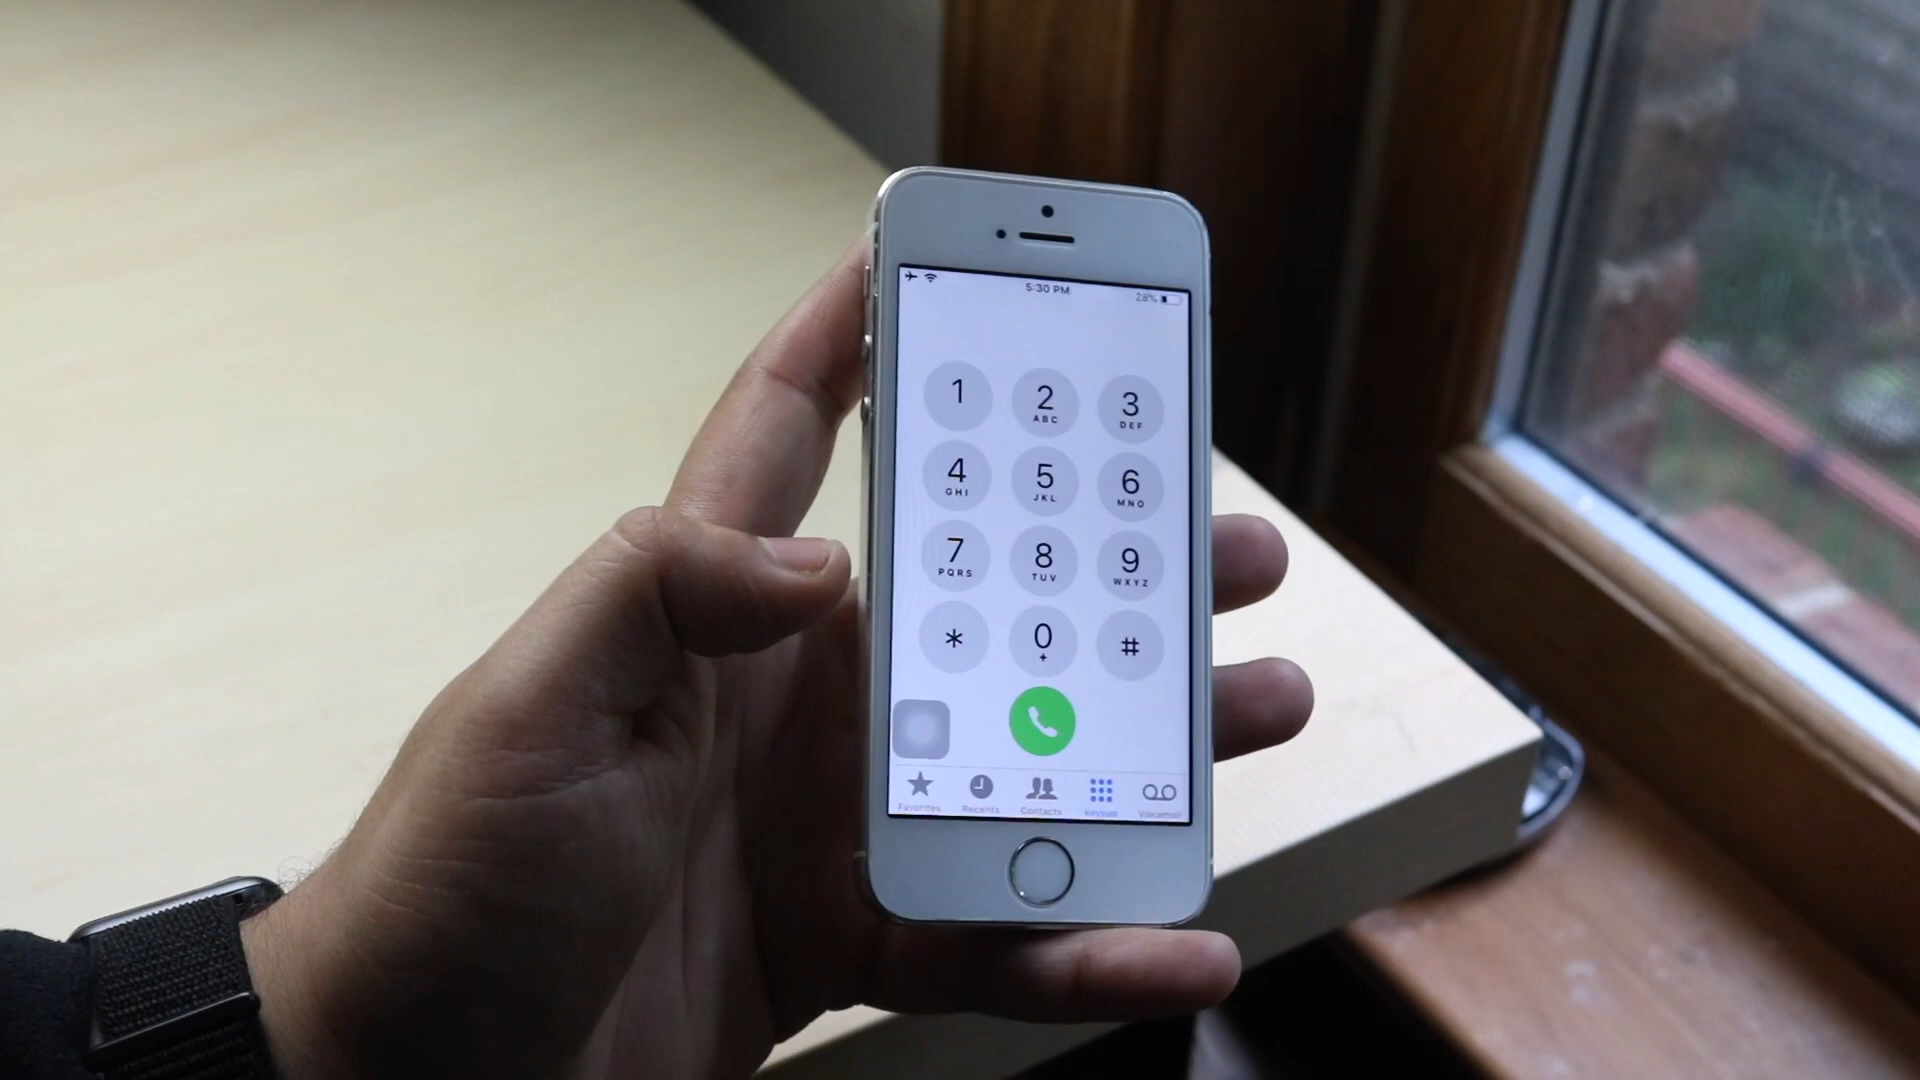 5:30 PM
28%
1
2
ABC
3
DEF
4
GHI
5
JKL
6
MNO
7
PQRS
8
TUV
9
WXYZ
*
0
+
#
Favorites
Recents
Contacts
Keypad
Voicemail